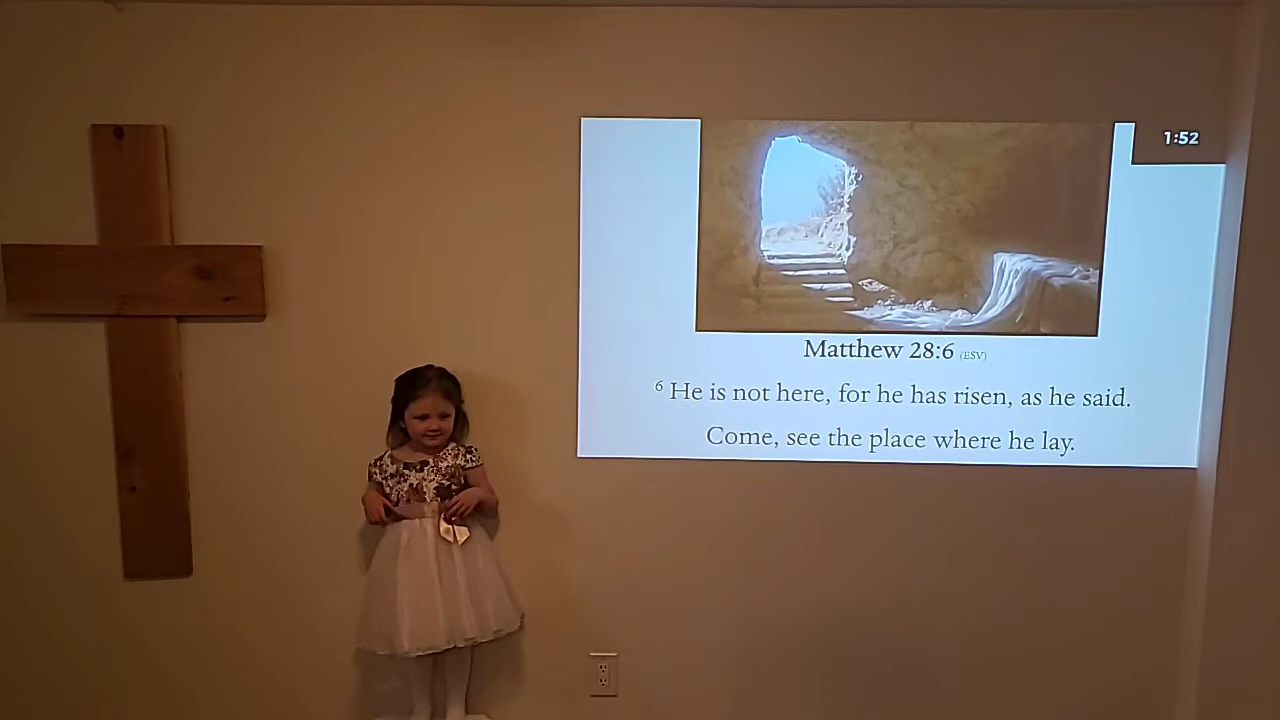 1:52
Matthew 28:6 (ESV)
6 He is not here, for he has risen, as he said.
Come, see the place where he lay.